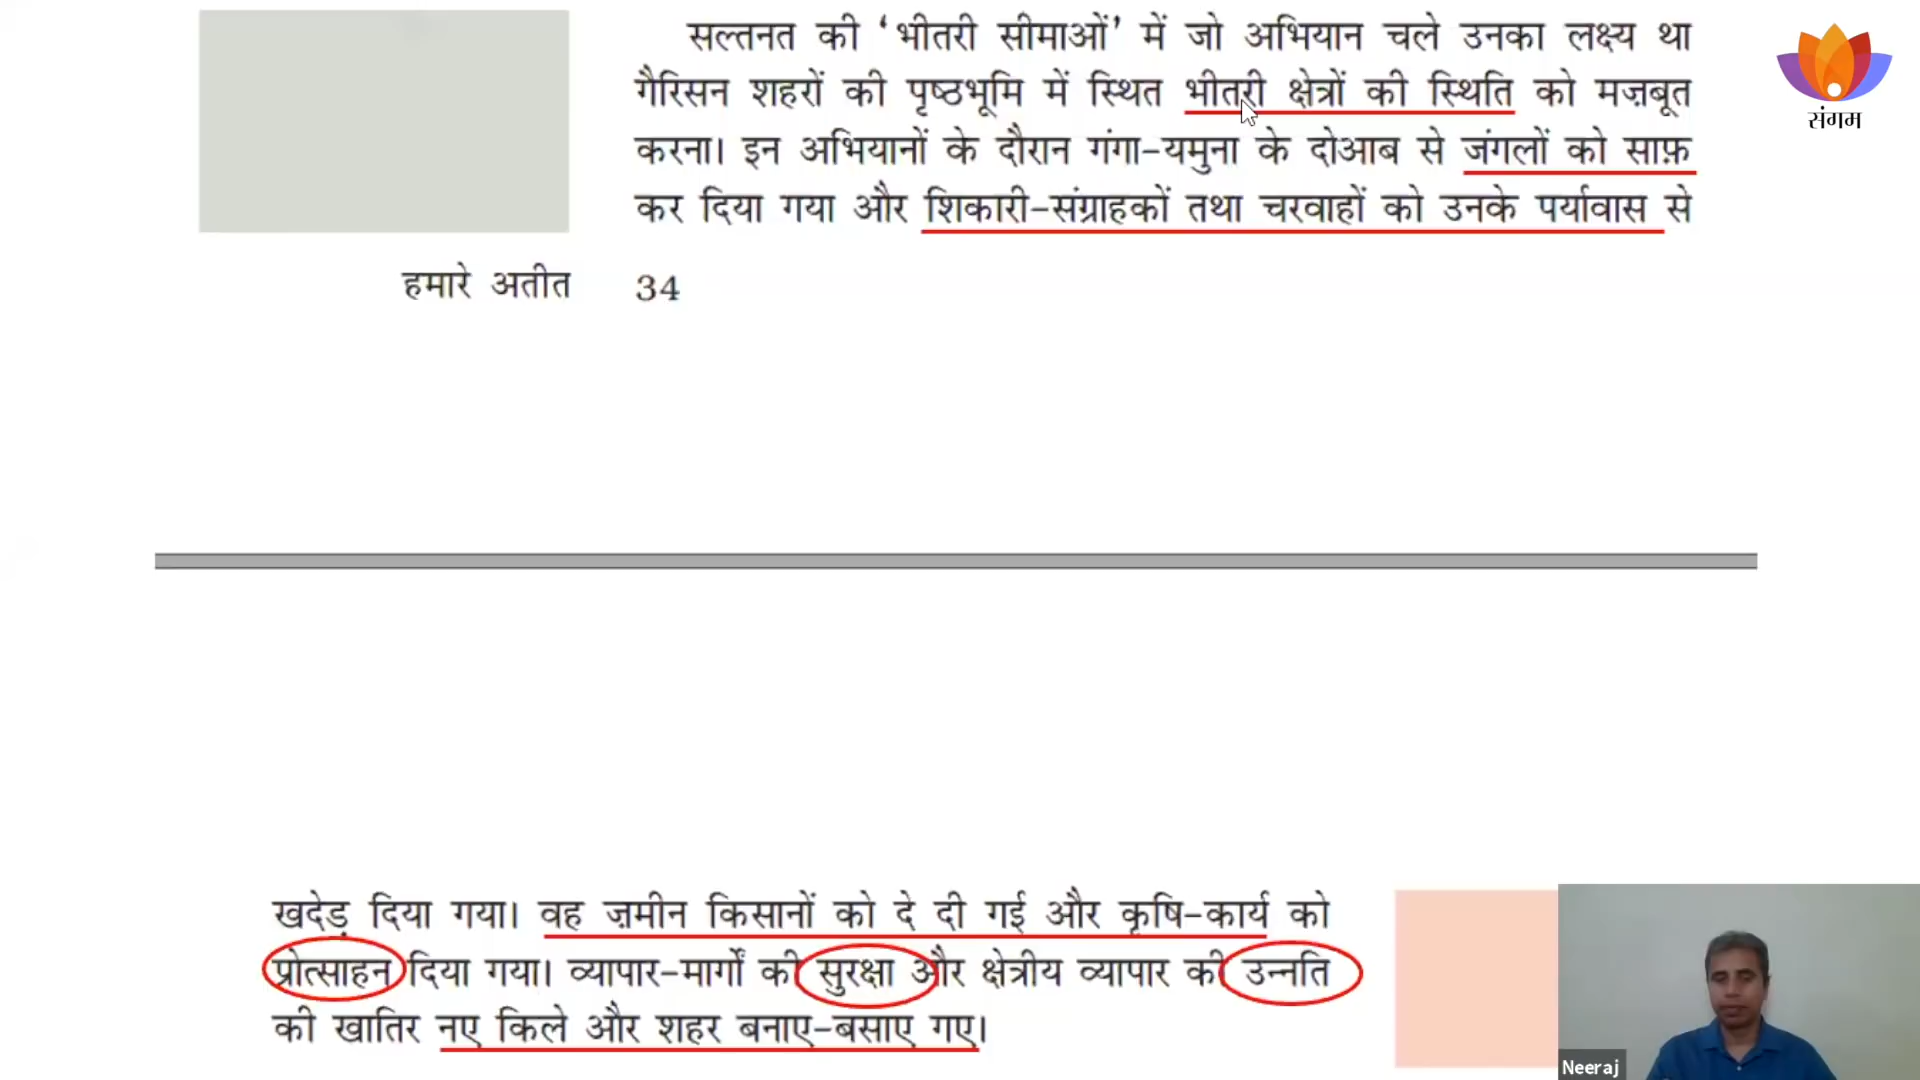 सल्तनत की ‘भीतरी सीमाओं’ में जो अभियान चले उनका लक्ष्य था
गैरिसन शहरों की पृष्ठभूमि में स्थित भीतरी क्षेत्रों की स्थिति को मज़बूत
करना। इन अभियानों के दौरान गंगा-यमुना के दोआब से जंगलों को साफ़
कर दिया गया और शिकारी-संग्राहकों तथा चरवाहों को उनके पर्यावास से
हमारे अतीत 34
संगम
खदेड़ दिया गया। वह ज़मीन किसानों को दे दी गई और कृषि-कार्य को
प्रोत्साहन दिया गया। व्यापार-मार्गों की सुरक्षा और क्षेत्रीय व्यापार की उन्नति
की खातिर नए किले और शहर बनाए-बसाए गए।
Neeraj